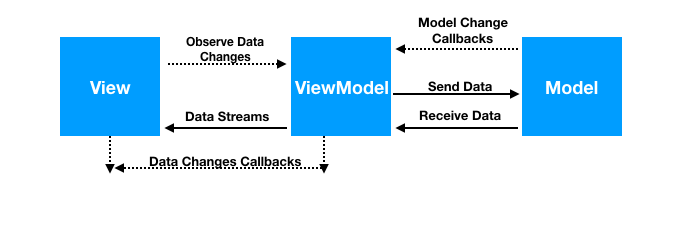 Model Change
Callbacks
Observe Data
Changes
View
ViewModel
Model
Send Data
Data Streams
Receive Data
Data Changes Callbacks